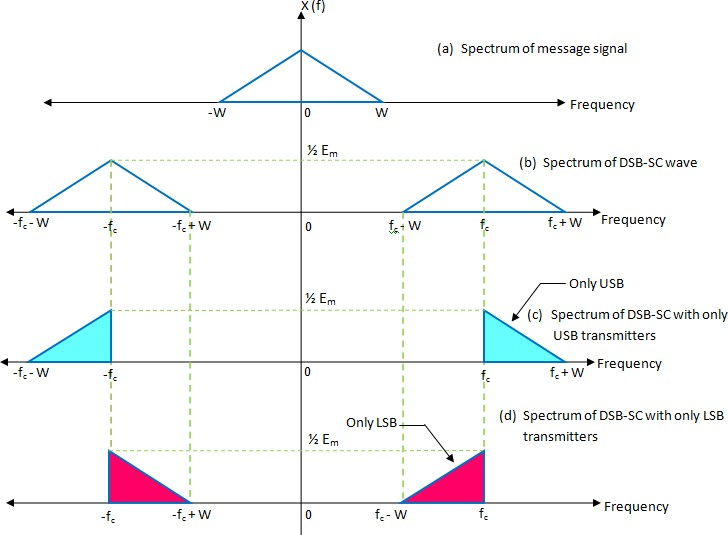 X (f)
(a) Spectrum of message signal
-W 0 W Frequency
½ Em
(b) Spectrum of DSB-SC wave
-fc - W -fc -fc + W 0 fc - W fc fc + W Frequency
Only USB
½ Em
(c) Spectrum of DSB-SC with only
USB transmitters
-fc - W -fc 0 fc fc + W Frequency
Only LSB
(d) Spectrum of DSB-SC with only LSB
transmitters
½ Em
-fc -fc + W 0 fc - W fc Frequency